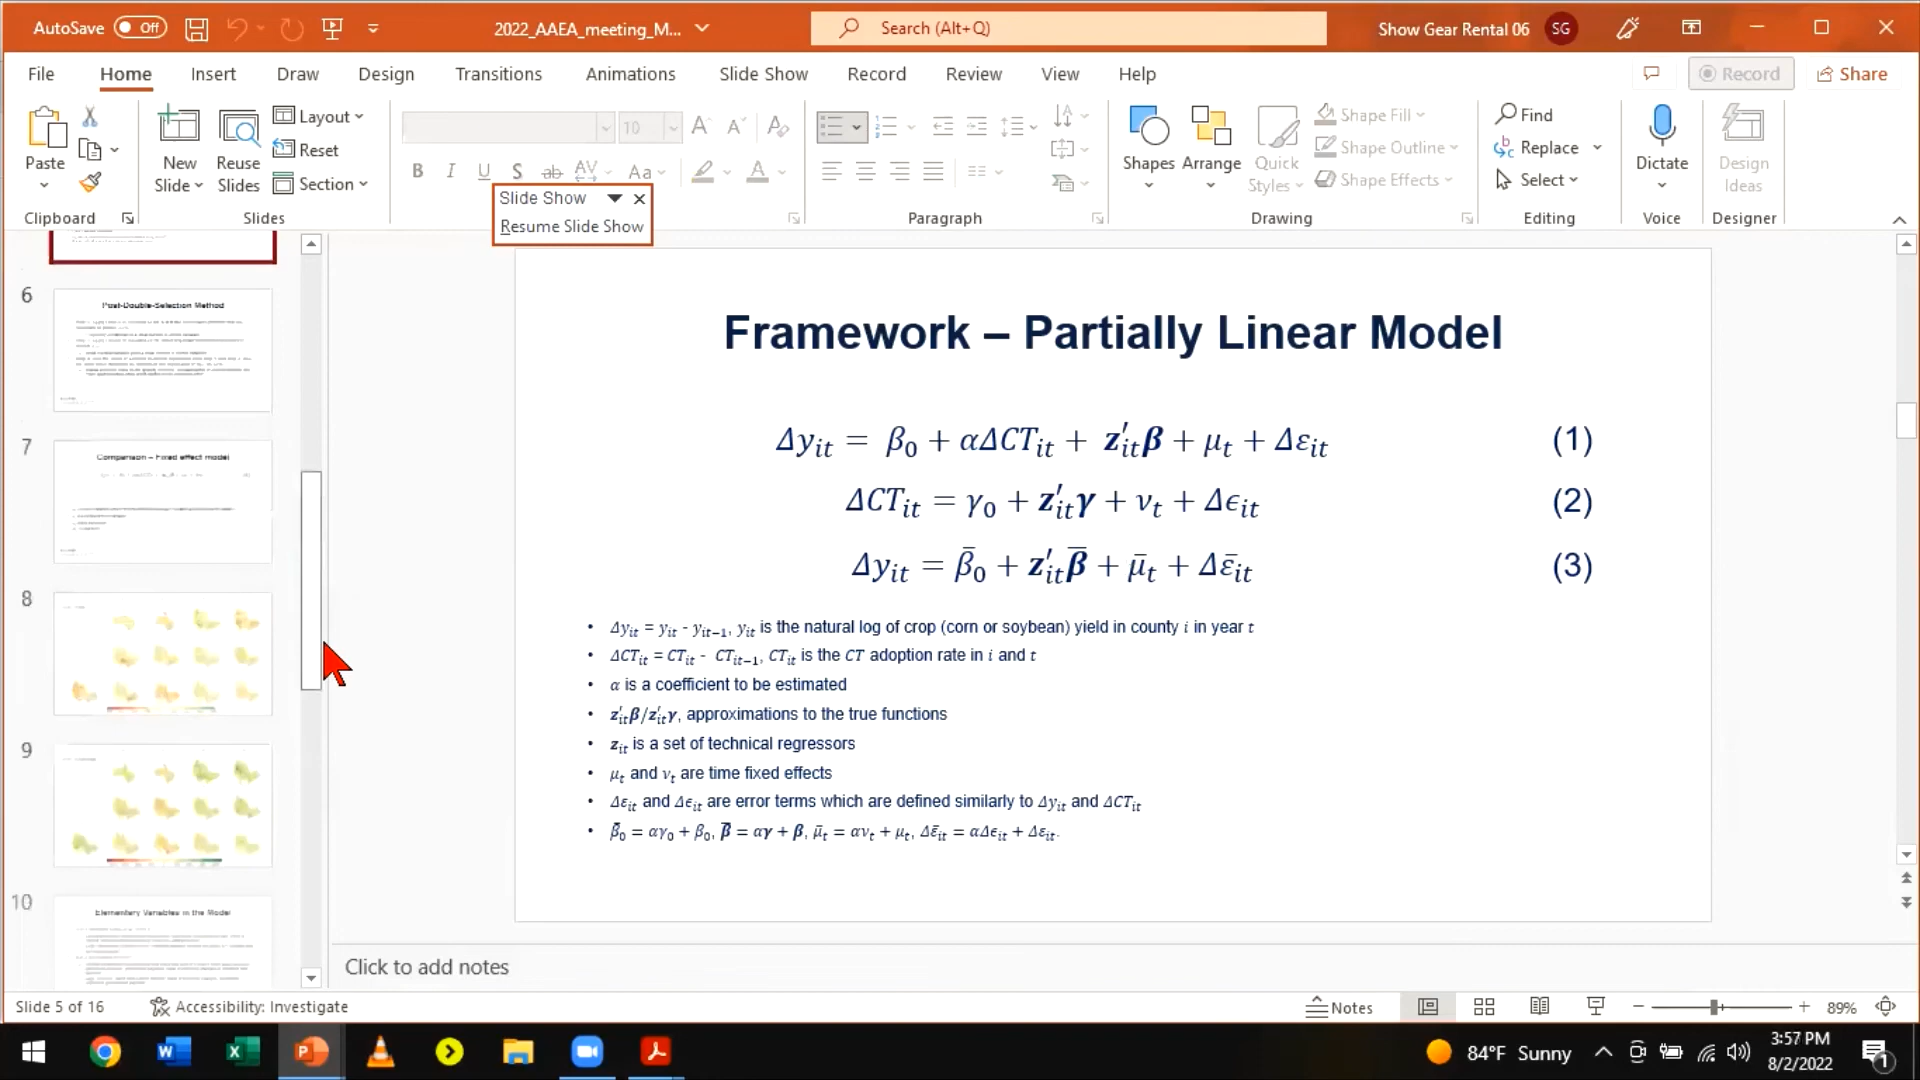 AutoSave Off 2022_AAEA_meeting_M... Search (Alt+Q) Show Gear Rental 06 SG
File Home Insert Draw Design Transitions Animations Slide Show Record Review View Help Record Share
Paste New Slide Reuse Slides Layout Reset Section
10
B I U S ab AV Aa A
Shapes Arrange Quick Styles Shape Fill Shape Outline Shape Effects
Find Replace Select
Dictate Design Ideas
Clipboard Slides Paragraph Drawing Editing Voice Designer
Slide Show
Resume Slide Show
6
Post-Double-Selection Method
7
Comparison – Fixed effect model
8
9
10
Elementary Variables in the Model
Framework – Partially Linear Model
Δy_it = β_0 + αΔCT_it + z′_it β + μ_t + Δε_it (1)
ΔCT_it = γ_0 + z′_it γ + ν_t + Δϵ_it (2)
Δy_it = β̄_0 + z′_it β̄ + μ̄_t + Δε̄_it (3)
• Δy_it = y_it - y_it−1, y_it is the natural log of crop (corn or soybean) yield in county i in year t
• ΔCT_it = CT_it - CT_it−1, CT_it is the CT adoption rate in i and t
• α is a coefficient to be estimated
• z′_it β/z′_it γ, approximations to the true functions
• z_it is a set of technical regressors
• μ_t and ν_t are time fixed effects
• Δε_it and Δϵ_it are error terms which are defined similarly to Δy_it and ΔCT_it
• β̄_0 = αγ_0 + β_0, β̄ = αγ + β, μ̄_t = αν_t + μ_t, Δε̄_it = αΔϵ_it + Δε_it.
Click to add notes
Slide 5 of 16 Accessibility: Investigate Notes 89%
84°F Sunny
3:57 PM
8/2/2022
1